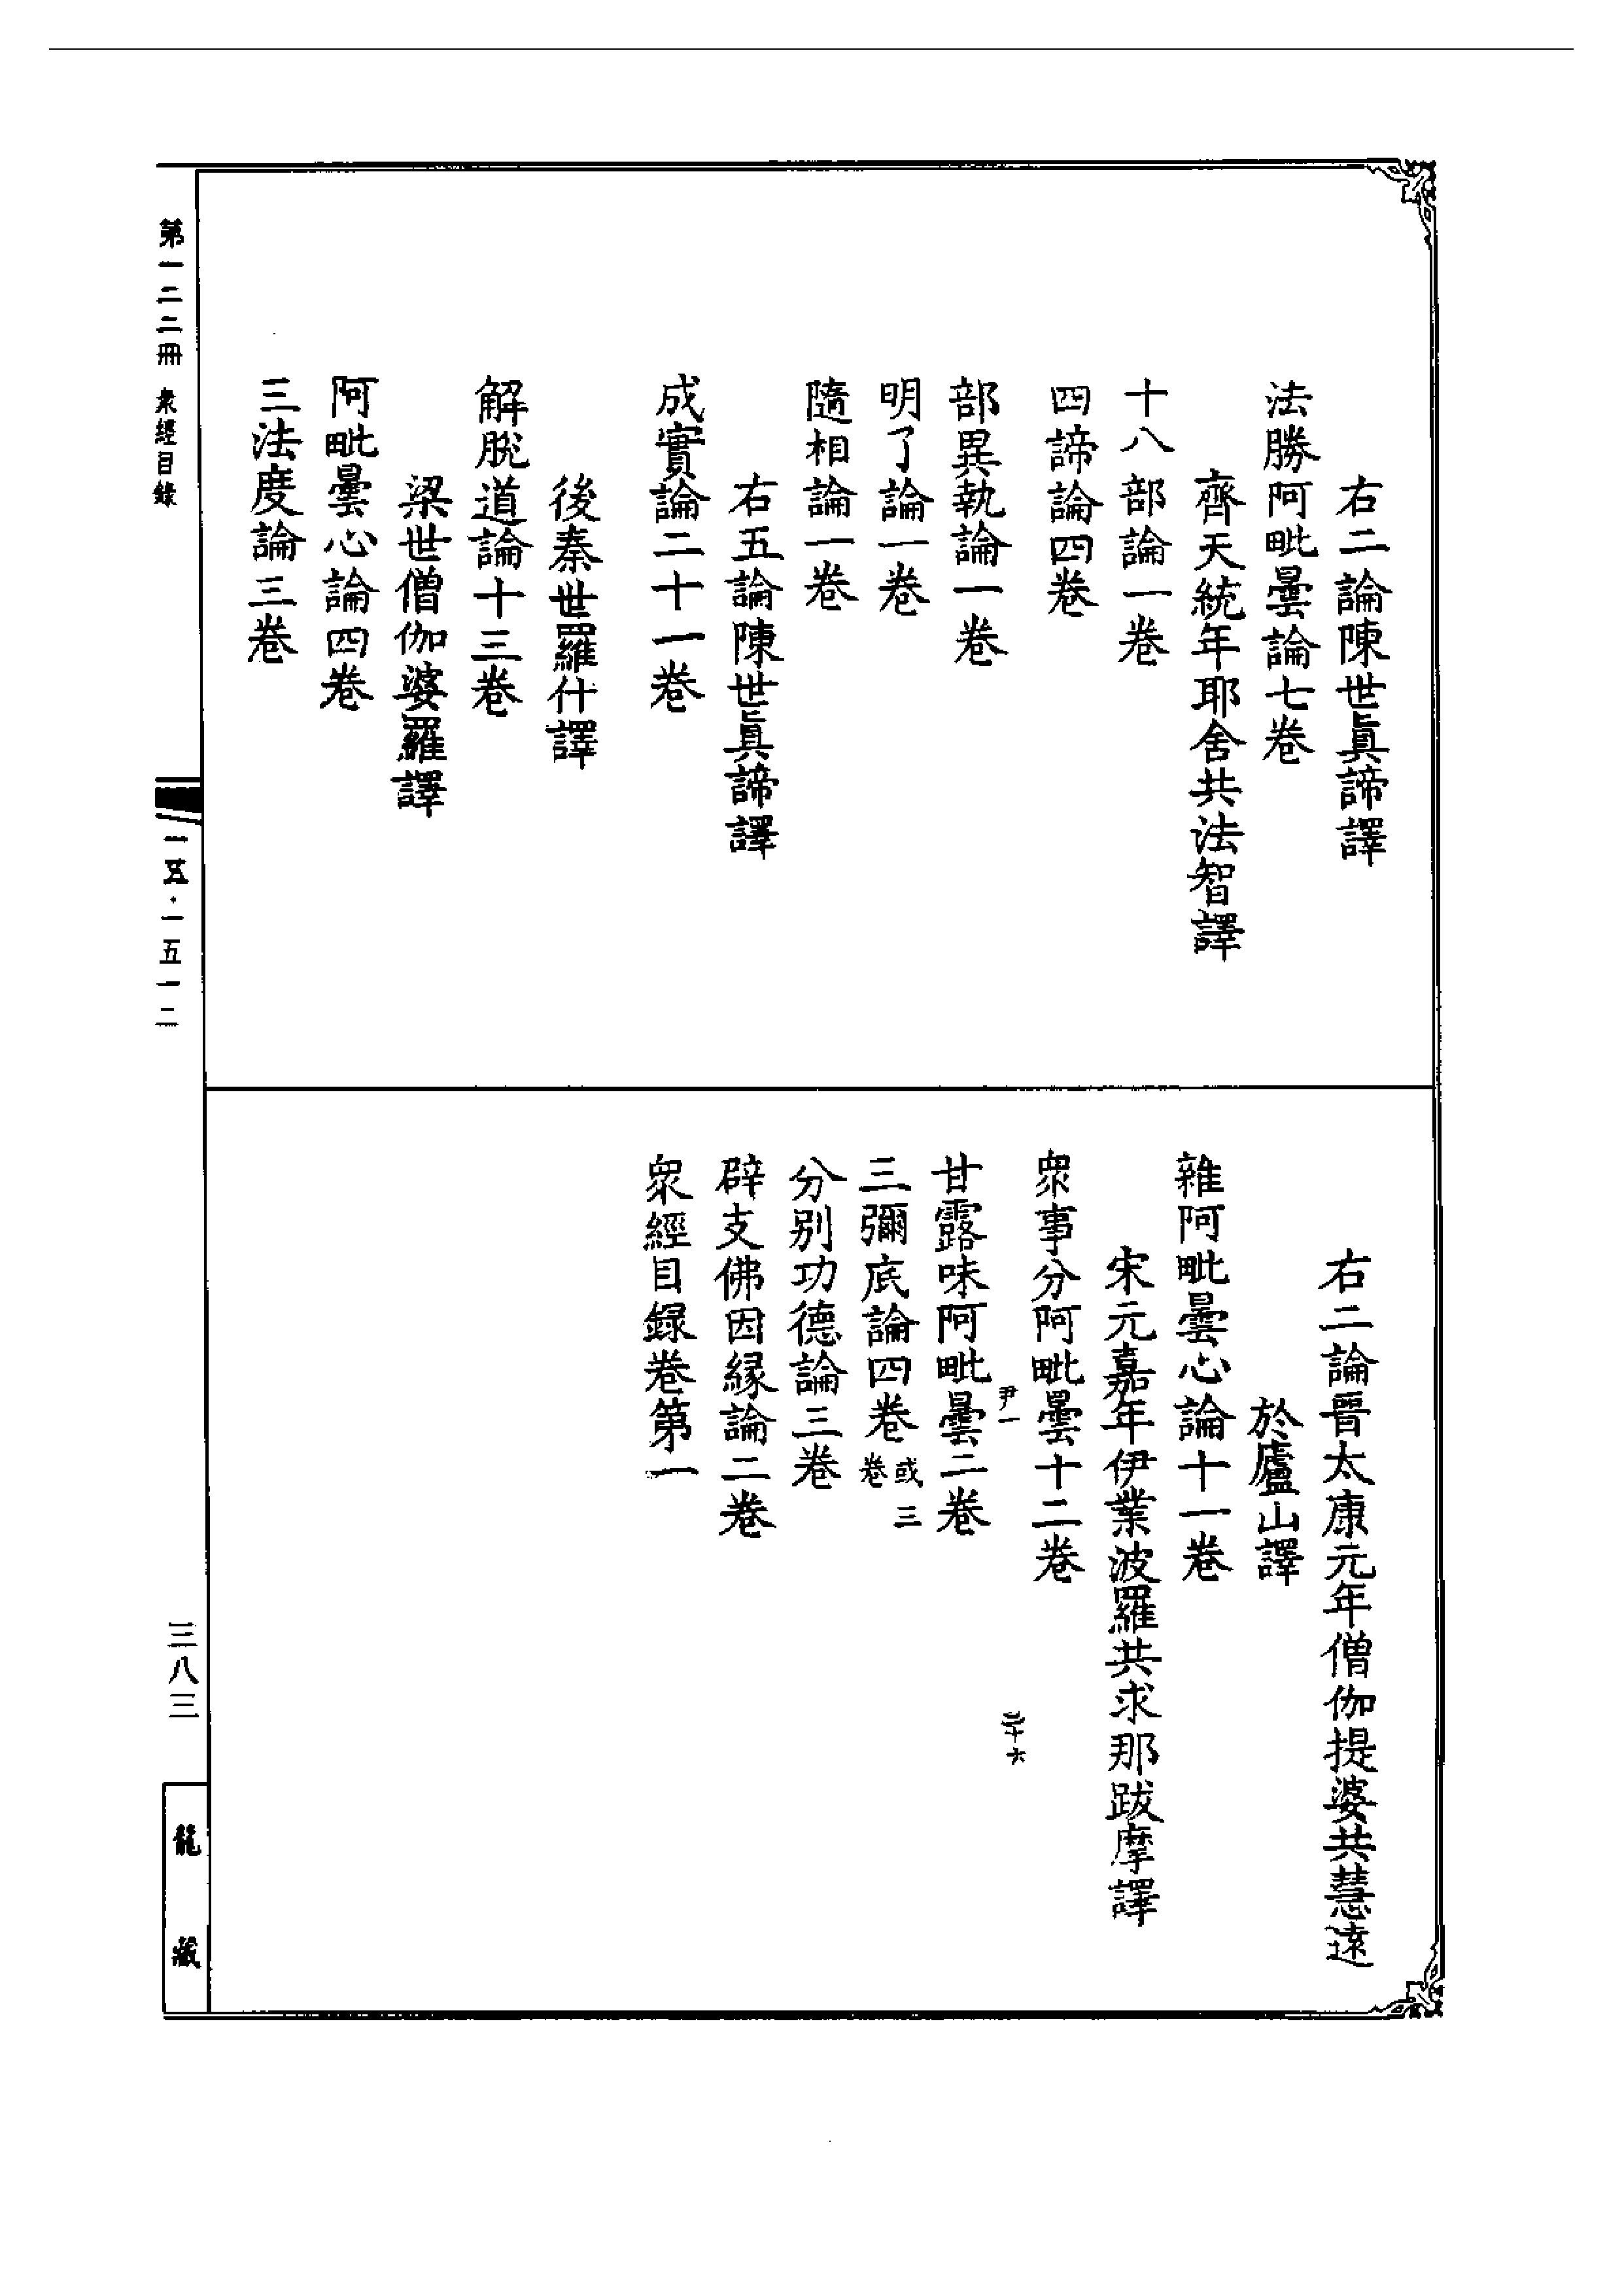 右二論陳世眞諦譯
法勝阿毗曇論七卷
齊天統年耶舍共法智譯
十八部論一卷
四諦論四卷
部異執論一卷
明了論一卷
隨相論一卷
右五論陳世眞諦譯
成實論二十一卷
後秦世羅什譯
解脫道論十三卷
梁世僧伽婆羅譯
阿毗曇心論四卷
三法度論三卷
右二論晋太康元年僧伽提婆共慧遠
於廬山譯
雜阿毗曇心論十一卷
宋元嘉年伊業波羅共求那跋摩譯
衆事分阿毗曇十二卷
尹一
二十六
甘露味阿毗曇二卷
三彌底論四卷或三卷
分别功德論三卷
辟支佛因緣論二卷
衆經目録卷第一
第一二二冊 衆經目錄
一五·一五一二
三八三
龍藏